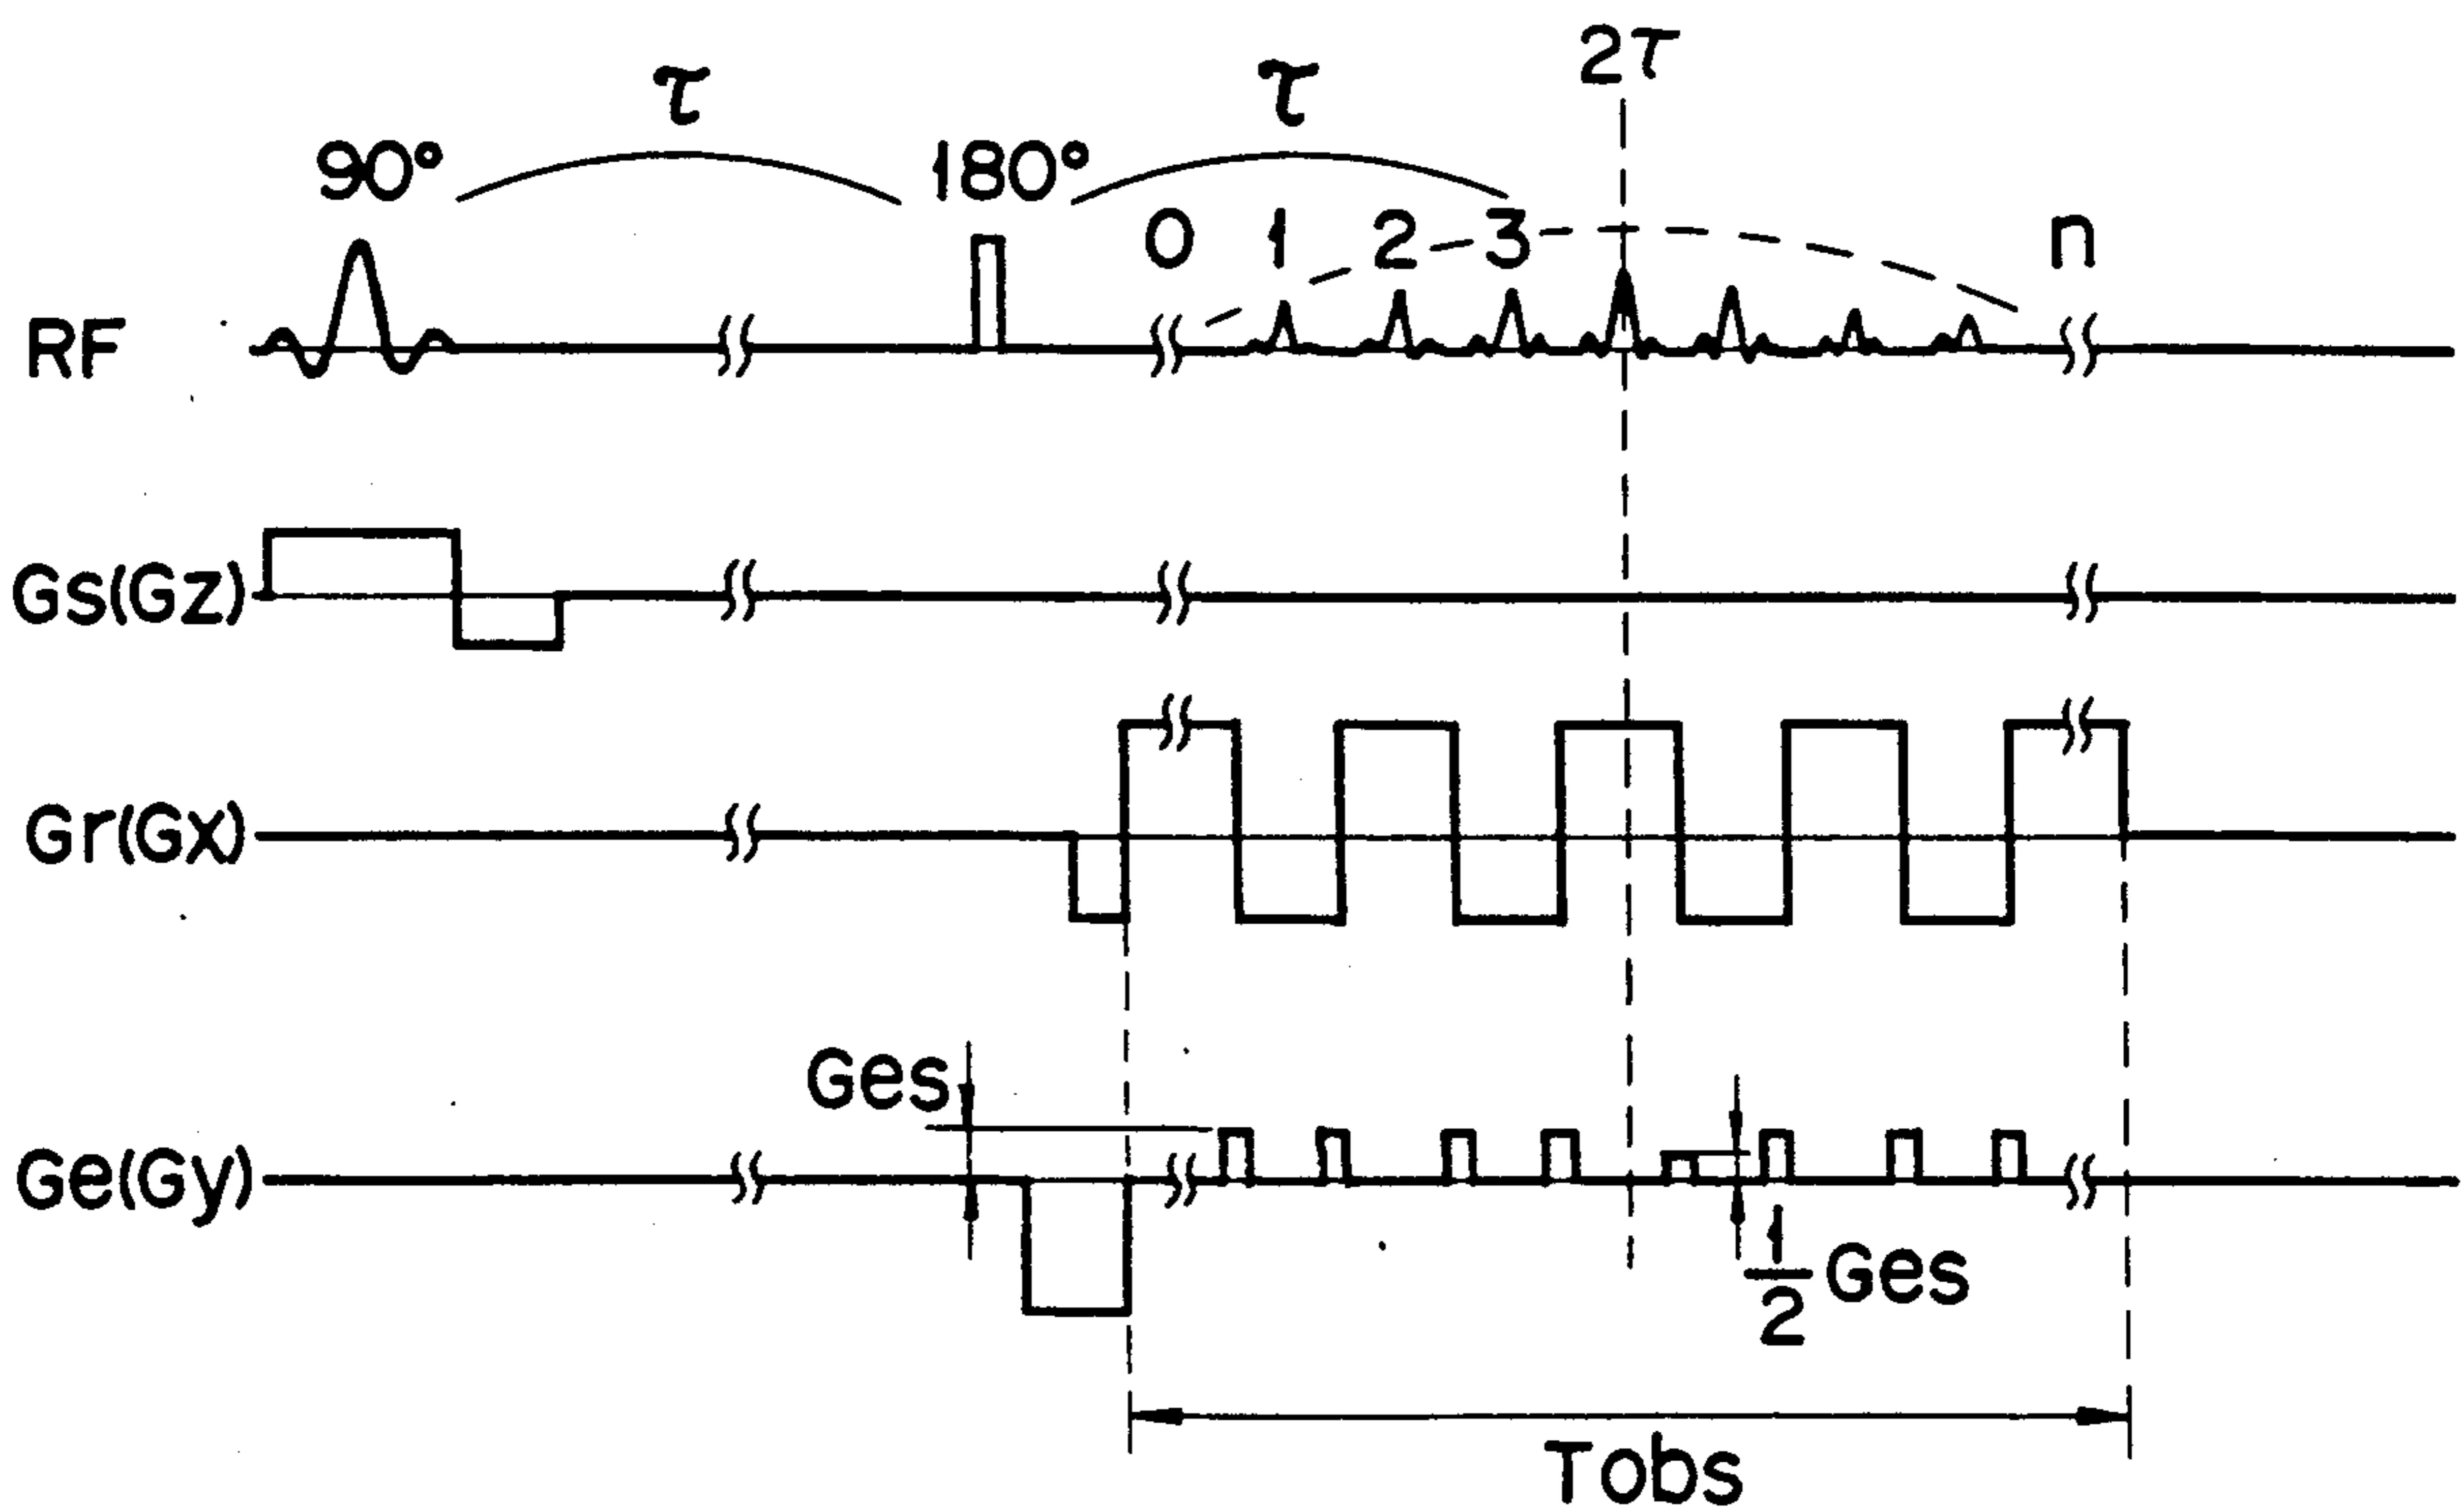 2τ
τ τ
90° 180°
0 1 2 3 n
RF
Gs(Gz)
Gr(Gx)
Ges
Ge(Gy)
1/2 Ges
Tobs